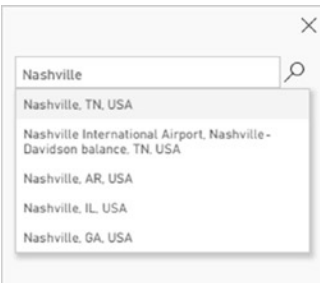 Nashville
Nashville, TN, USA
Nashville International Airport, Nashville-
Davidson balance, TN, USA
Nashville, AR, USA
Nashville, IL, USA
Nashville, GA, USA